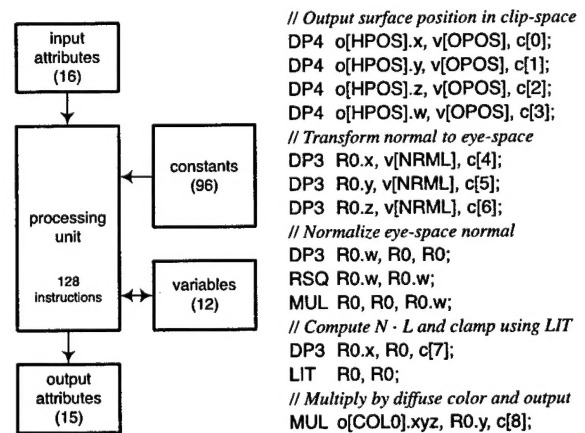 input
attributes
(16)
constants
(96)
processing
unit
128
instructions
variables
(12)
output
attributes
(15)
// Output surface position in clip-space
DP4 o[HPOS].x, v[OPOS], c[0];
DP4 o[HPOS].y, v[OPOS], c[1];
DP4 o[HPOS].z, v[OPOS], c[2];
DP4 o[HPOS].w, v[OPOS], c[3];
// Transform normal to eye-space
DP3 R0.x, v[NRML], c[4];
DP3 R0.y, v[NRML], c[5];
DP3 R0.z, v[NRML], c[6];
// Normalize eye-space normal
DP3 R0.w, R0, R0;
RSQ R0.w, R0.w;
MUL R0, R0, R0.w;
// Compute N · L and clamp using LIT
DP3 R0.x, R0, c[7];
LIT R0, R0;
// Multiply by diffuse color and output
MUL o[COL0].xyz, R0.y, c[8];